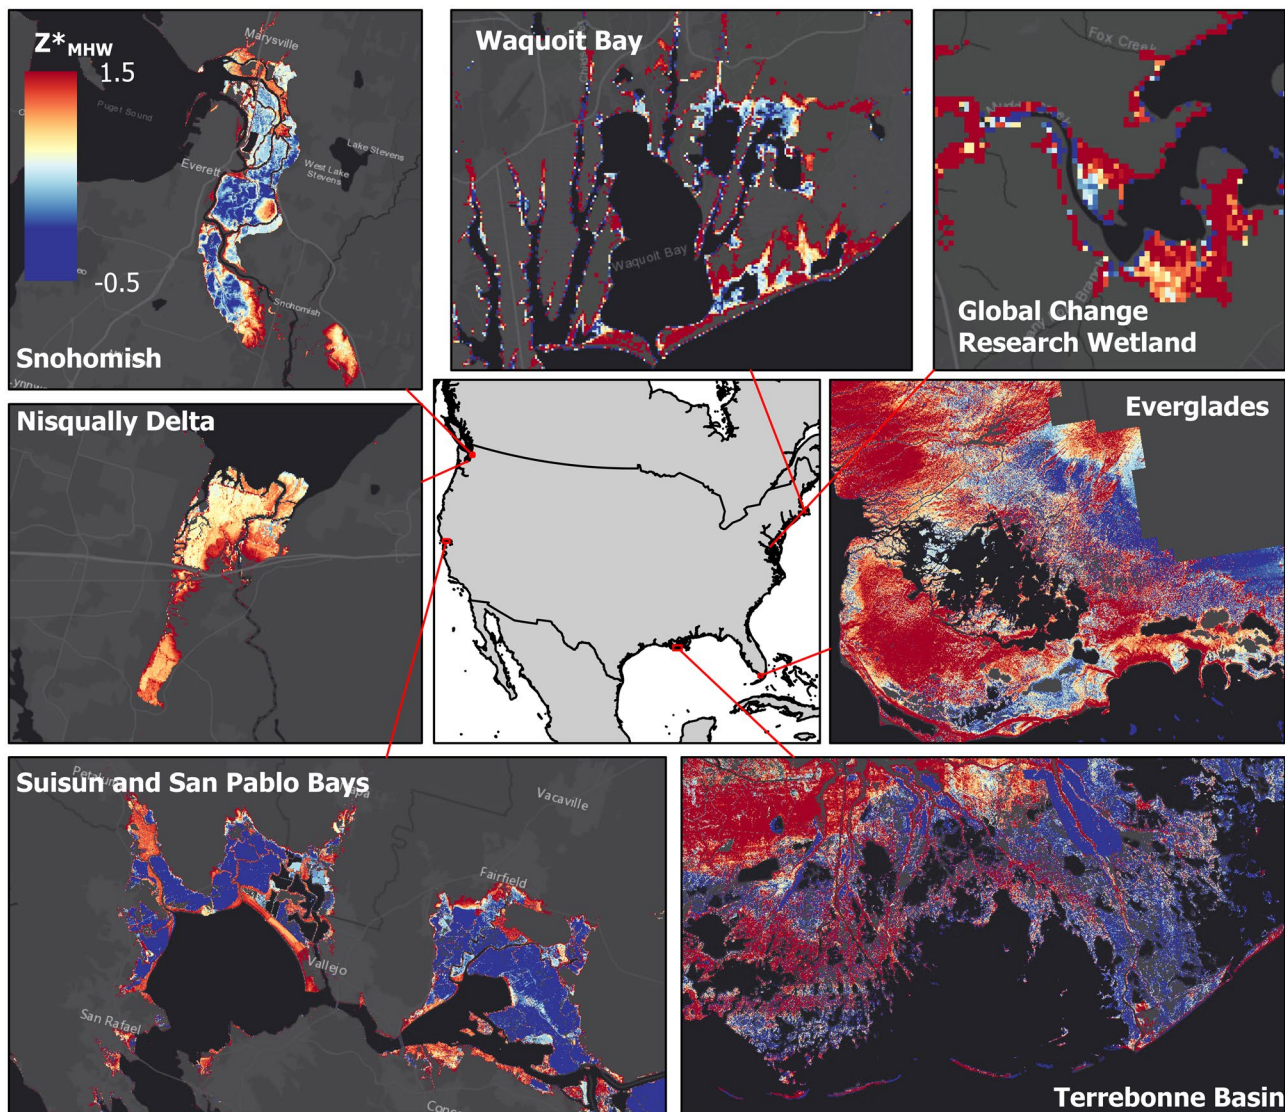 Z*MHW
1.5
-0.5
Marysville
Puget Sound
Everett
Lake Stevens
West Lake
Stevens
Snohomish
Snohomish
Waquoit Bay
Waquoit Bay
Fox Creek
Global Change
Research Wetland
Nisqually Delta
Everglades
Suisun and San Pablo Bays
Vacaville
Fairfield
Vallejo
San Rafael
Terrebonne Basin